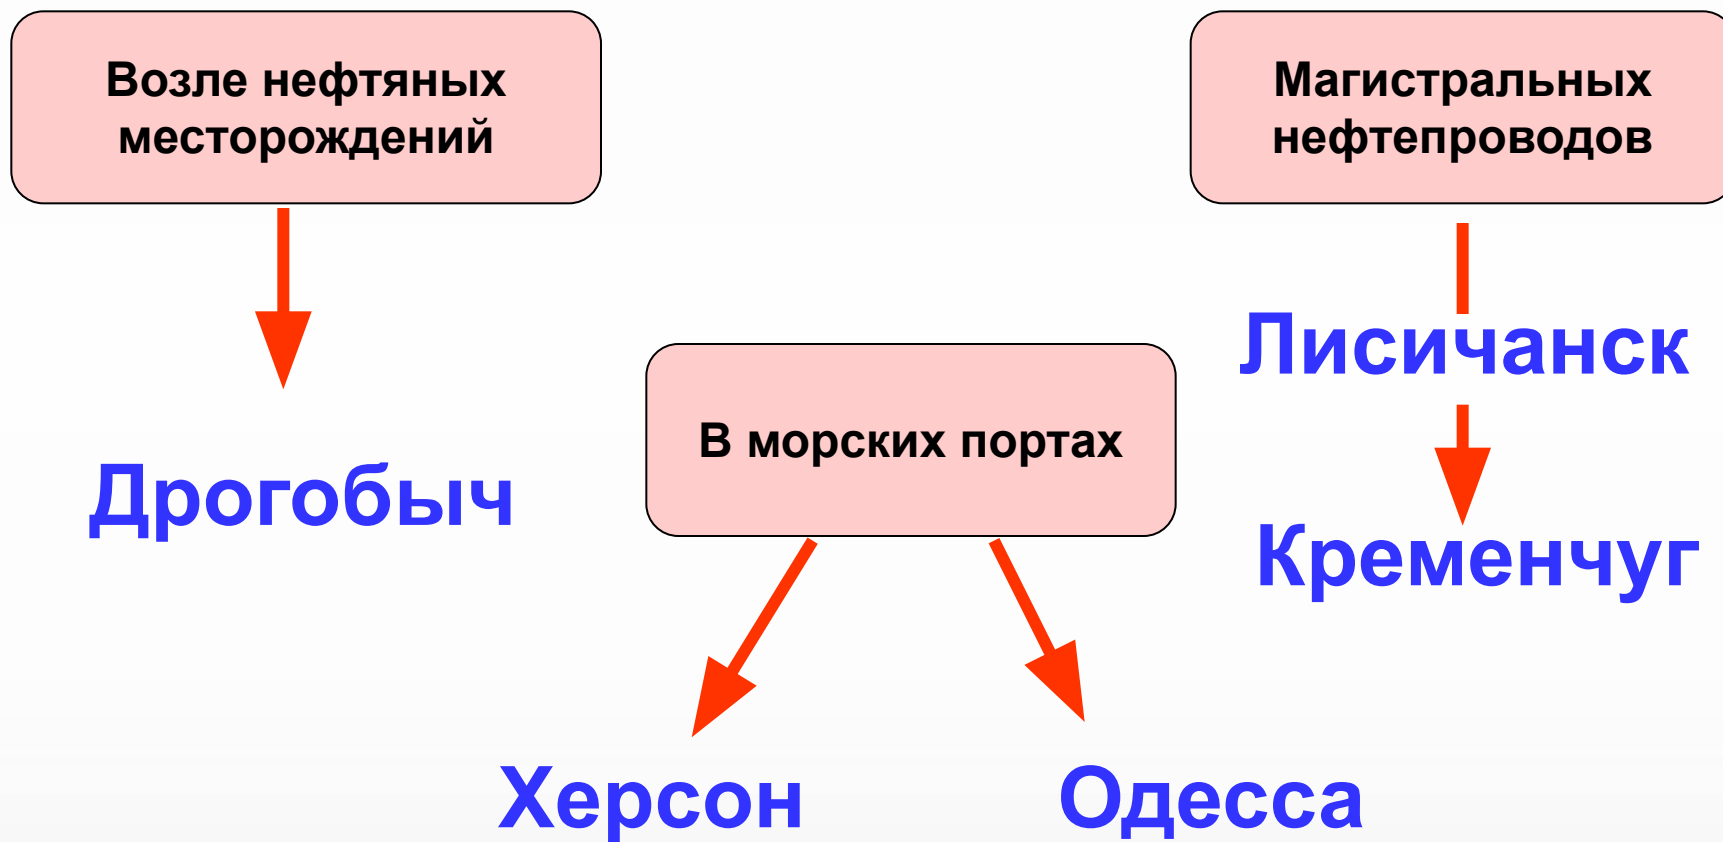 Возле нефтяных
месторождений
Магистральных
нефтепроводов
Лисичанск
В морских портах
Дрогобыч
Кременчуг
Херсон
Одесса